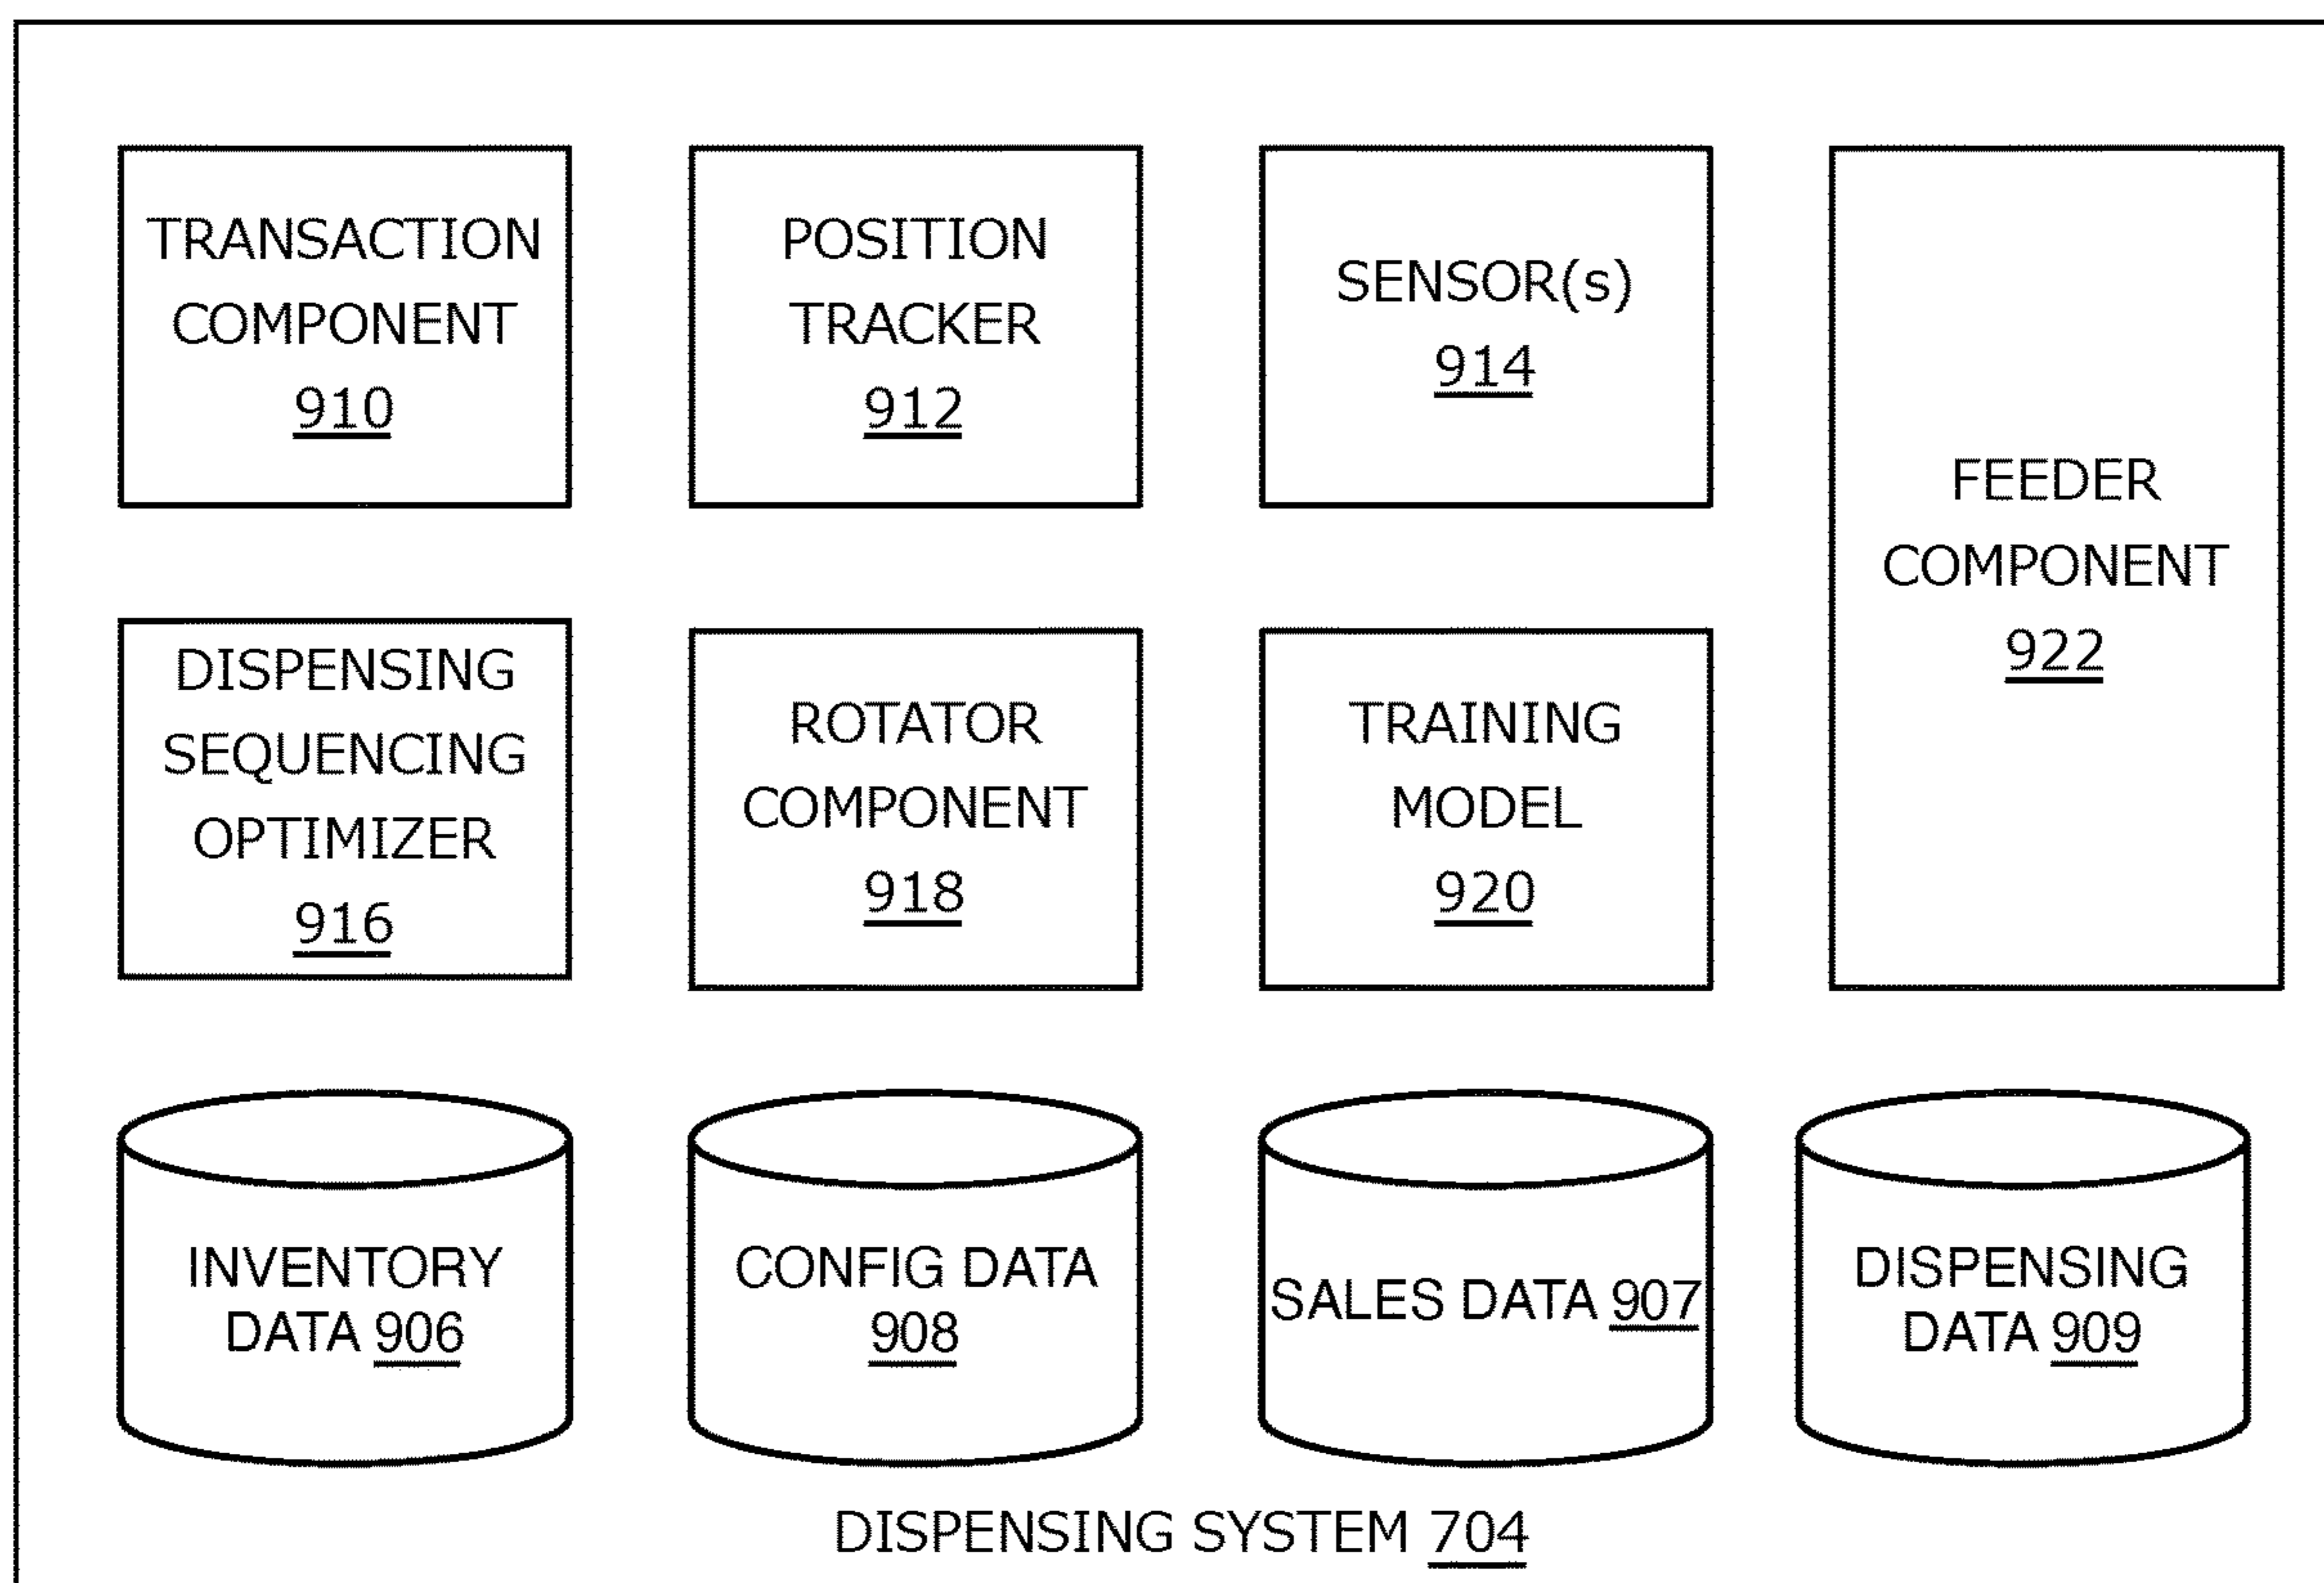 TRANSACTION
COMPONENT
910
POSITION
TRACKER
912
SENSOR(s)
914
FEEDER
COMPONENT
922
DISPENSING
SEQUENCING
OPTIMIZER
916
ROTATOR
COMPONENT
918
TRAINING
MODEL
920
INVENTORY
DATA 906
CONFIG DATA
908
SALES DATA 907
DISPENSING
DATA 909
DISPENSING SYSTEM 704